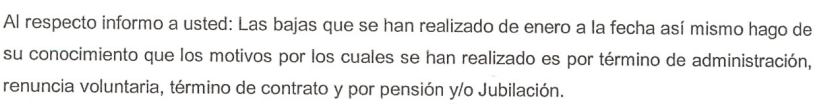 Al respecto informo a usted: Las bajas que se han realizado de enero a la fecha así mismo hago de
su conocimiento que los motivos por los cuales se han realizado es por término de administración,
renuncia voluntaria, término de contrato y por pensión y/o Jubilación.